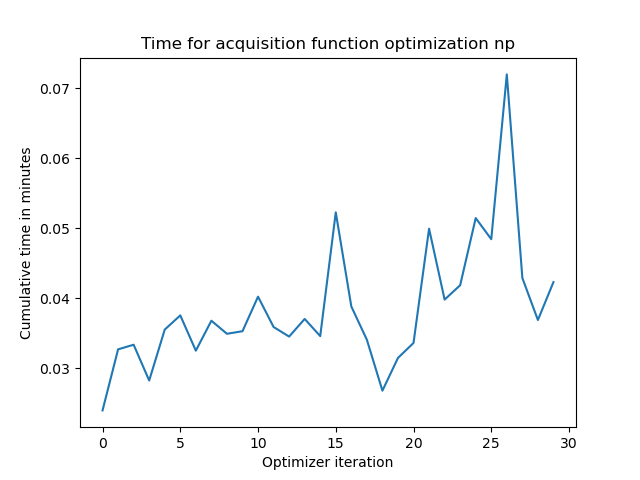 Time for acquisition function optimization np
Cumulative time in minutes
0.07
0.06
0.05
0.04
0.03
0 5 10 15 20 25 30
Optimizer iteration